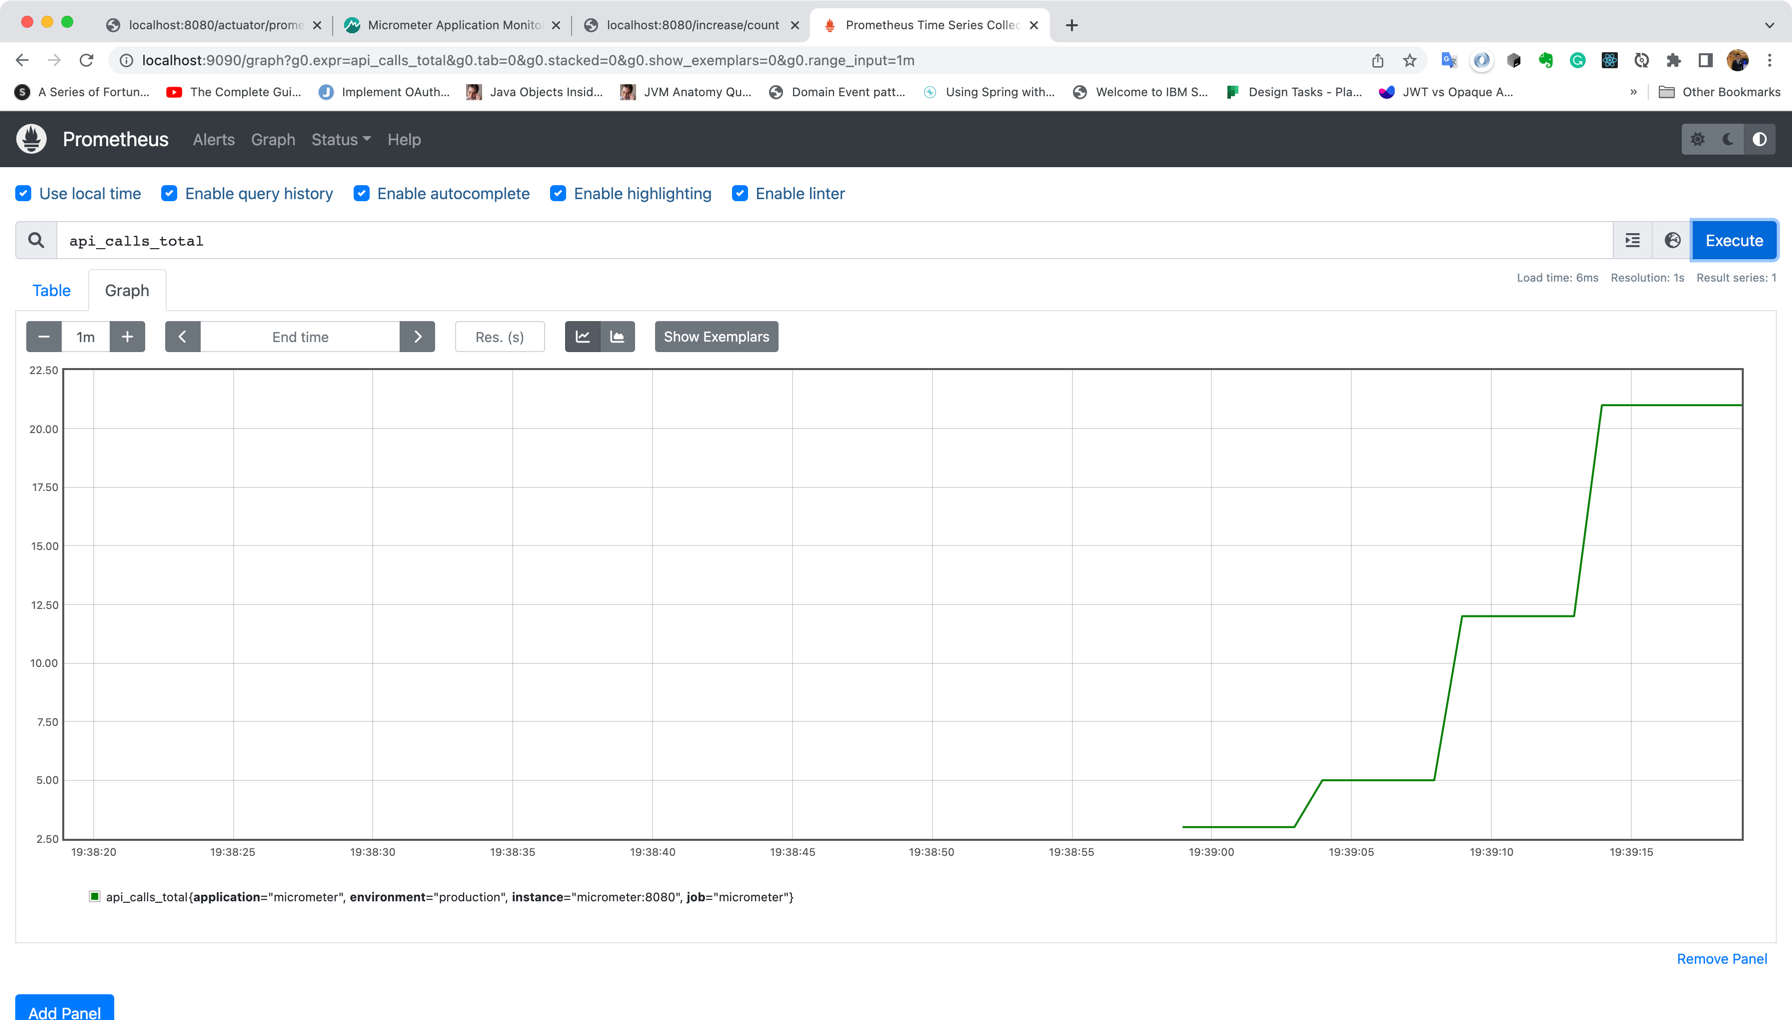 localhost:8080/actuator/prome
Micrometer Application Monito
localhost:8080/increase/count
Prometheus Time Series Collec
localhost:9090/graph?g0.expr=api_calls_total&g0.tab=0&g0.stacked=0&g0.show_exemplars=0&g0.range_input=1m
A Series of Fortun...
The Complete Gui...
Implement OAuth...
Java Objects Insid...
JVM Anatomy Qu...
Domain Event patt...
Using Spring with...
Welcome to IBM S...
Design Tasks - Pla...
JWT vs Opaque A...
»
Other Bookmarks
Prometheus
Alerts
Graph
Status
Help
Use local time
Enable query history
Enable autocomplete
Enable highlighting
Enable linter
api_calls_total
Execute
Load time: 6ms
Resolution: 1s
Result series: 1
Table
Graph
1m
End time
Res. (s)
Show Exemplars
22.50
20.00
17.50
15.00
12.50
10.00
7.50
5.00
2.50
19:38:20
19:38:25
19:38:30
19:38:35
19:38:40
19:38:45
19:38:50
19:38:55
19:39:00
19:39:05
19:39:10
19:39:15
api_calls_total{application="micrometer", environment="production", instance="micrometer:8080", job="micrometer"}
Remove Panel
Add Panel